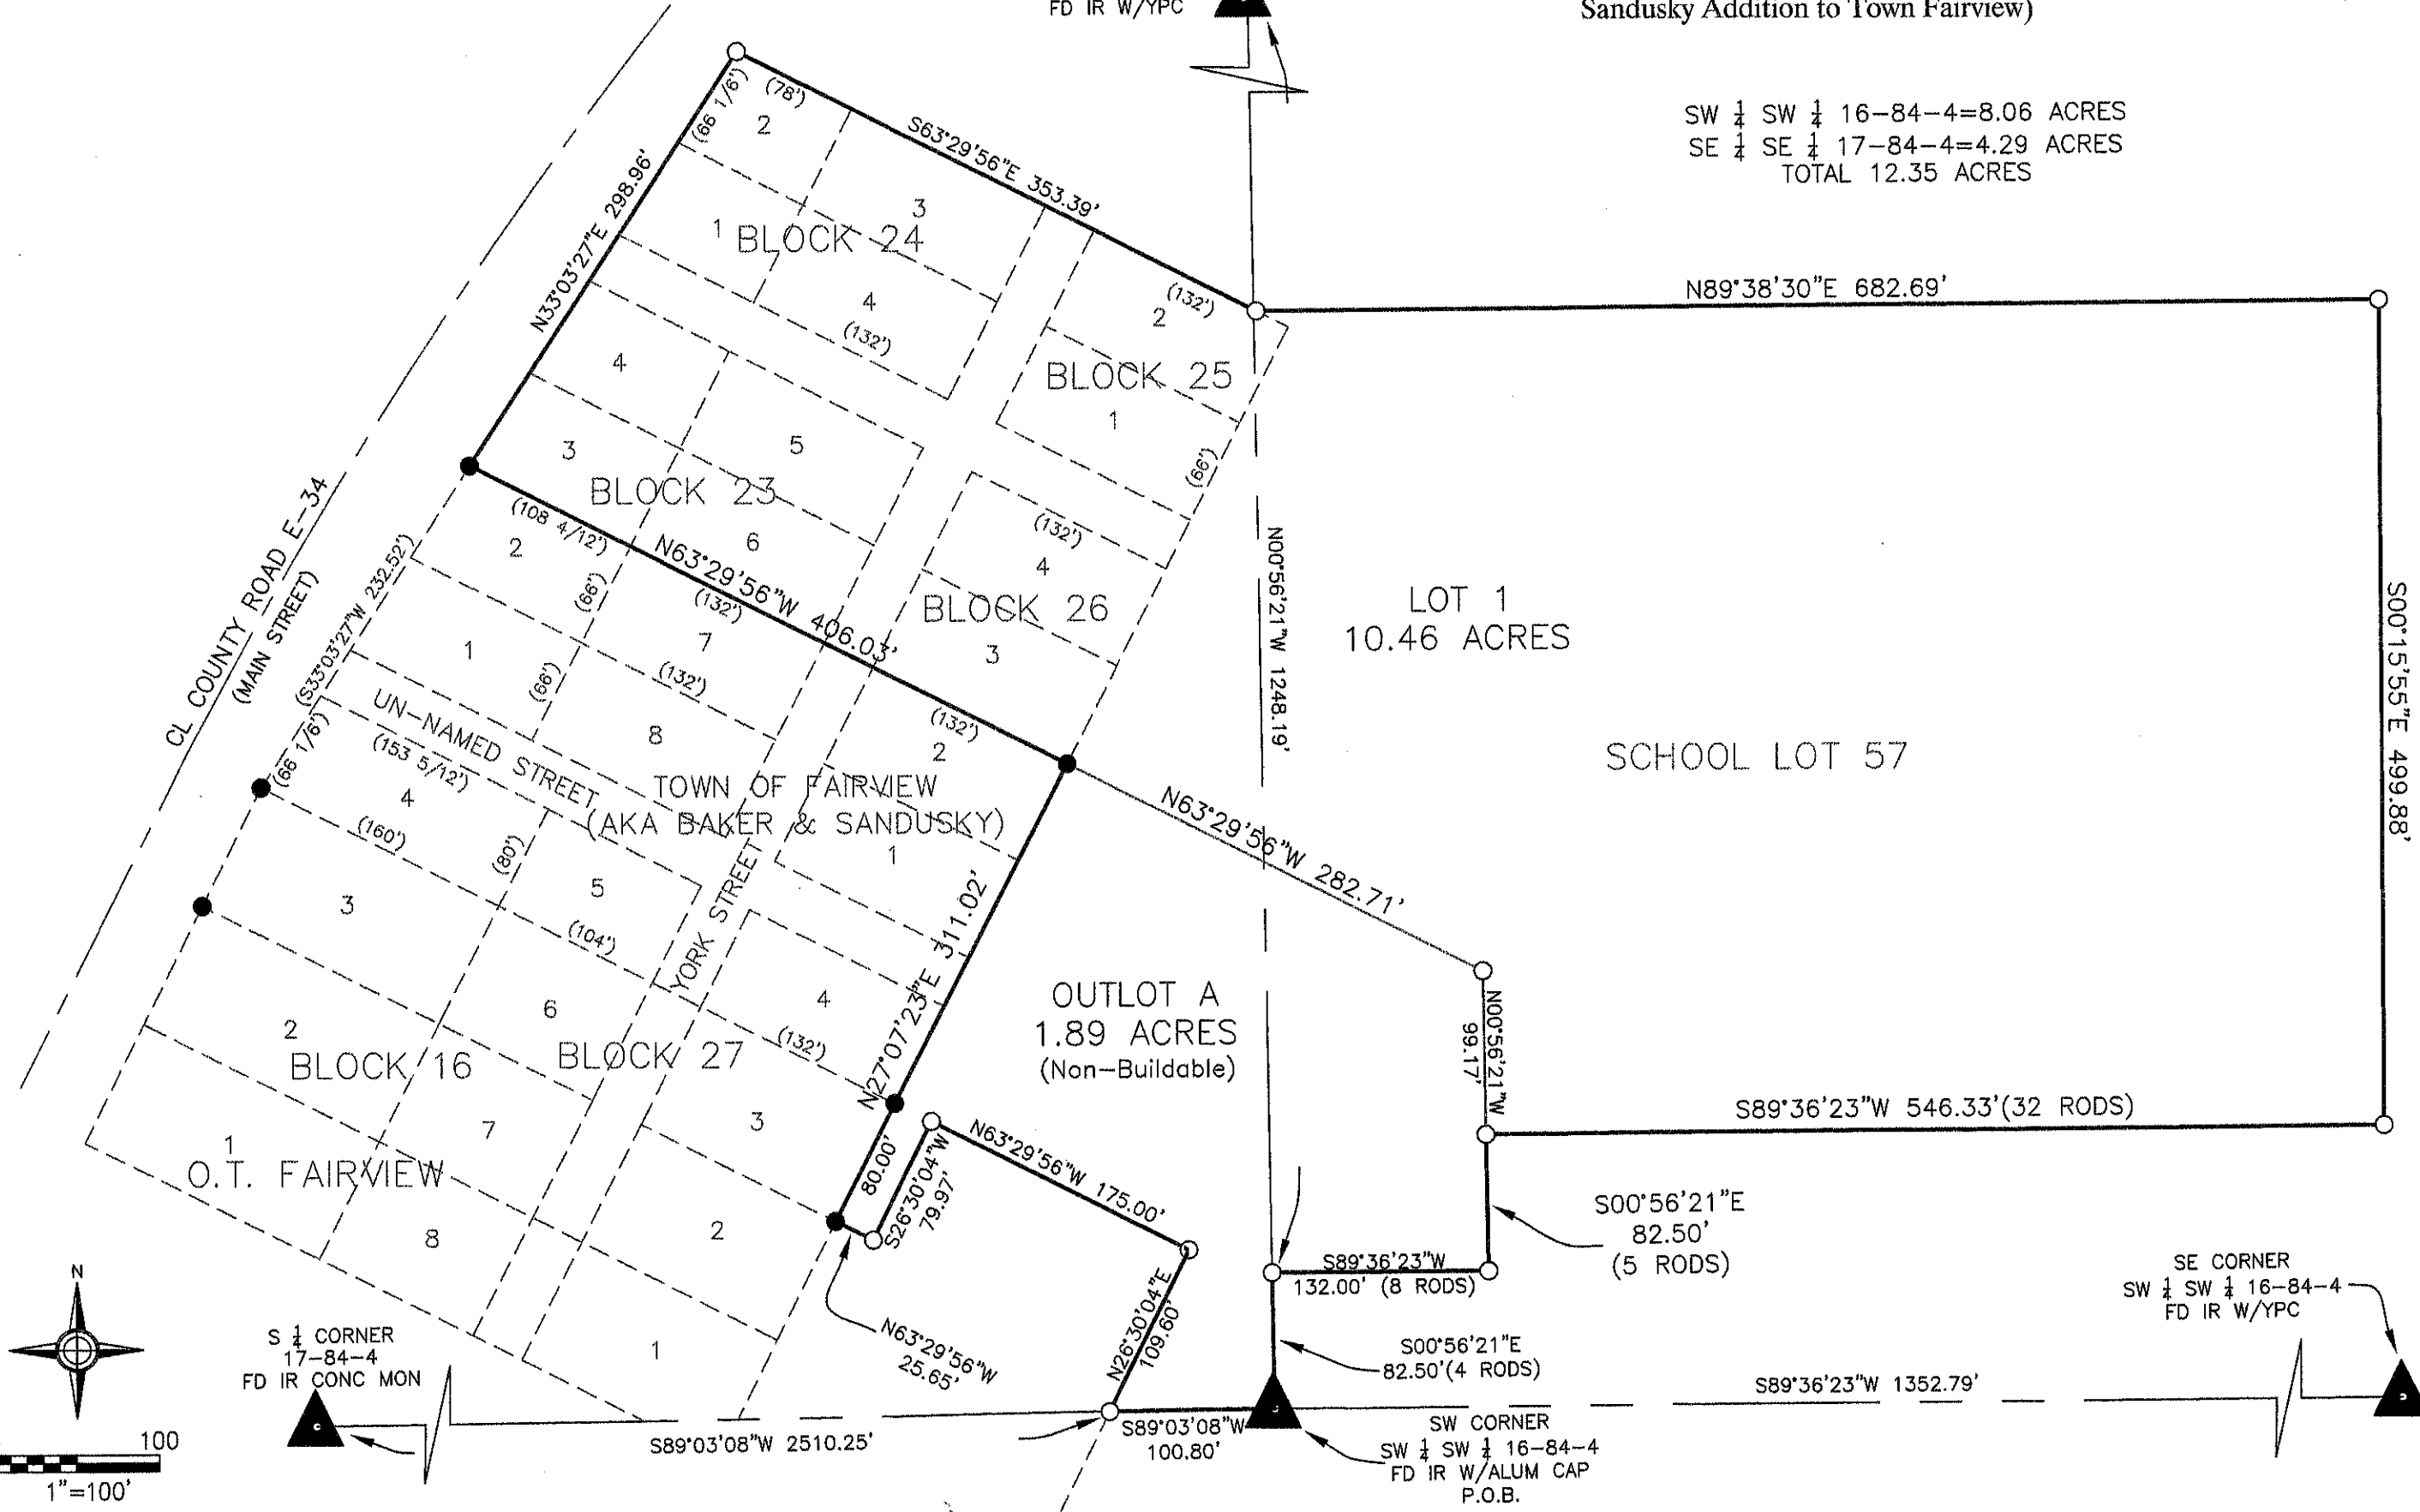 FD IR W/YPC
Sandusky Addition to Town Fairview)
SW 1/4 SW 1/4 16-84-4=8.06 ACRES
SE 1/4 SE 1/4 17-84-4=4.29 ACRES
TOTAL 12.35 ACRES
(66 1/6')
(78')
2
S63°29'56"E 353.39'
N33°03'27"E 298.96'
3
1
BLOCK 24
4
(132')
(132')
2
BLOCK 25
1
(66')
N89°38'30"E 682.69'
4
5
3
BLOCK 23
6
(108 4/12')
N63°29'56"W 406.03'
(132')
4
BLOCK 26
3
N00°56'21"W 1248.19'
LOT 1
10.46 ACRES
SCHOOL LOT 57
S00°15'55"E 499.88'
CL COUNTY ROAD E-34
(MAIN STREET)
(S33°03'27"W 232.52')
2
(66')
(132')
7
1
(66')
(132')
8
(132')
2
UN-NAMED STREET
TOWN OF FAIRVIEW
(AKA BAKER & SANDUSKY)
1
N63°29'56"W 282.71'
(66 1/6')
(153 5/12')
4
(160')
(80')
5
(104')
3
YORK STREET
N27°07'23"E 311.02'
4
(132')
OUTLOT A
1.89 ACRES
(Non-Buildable)
N00°56'21"W
99.17'
S89°36'23"W 546.33'(32 RODS)
2
6
BLOCK 16
BLOCK 27
7
3
1
O.T. FAIRVIEW
8
2
1
80.00'
S26°30'04"W
79.97'
N63°29'56"W 175.00'
N26°30'04"E
109.60'
N63°29'56"W
25.65'
S89°36'23"W
132.00' (8 RODS)
S00°56'21"E
82.50'
(5 RODS)
S00°56'21"E
82.50'(4 RODS)
SE CORNER
SW 1/4 SW 1/4 16-84-4
FD IR W/YPC
N
S 1/4 CORNER
17-84-4
FD IR CONC MON
S89°03'08"W 2510.25'
S89°03'08"W
100.80'
S89°36'23"W 1352.79'
SW CORNER
SW 1/4 SW 1/4 16-84-4
FD IR W/ALUM CAP
P.O.B.
100
1"=100'